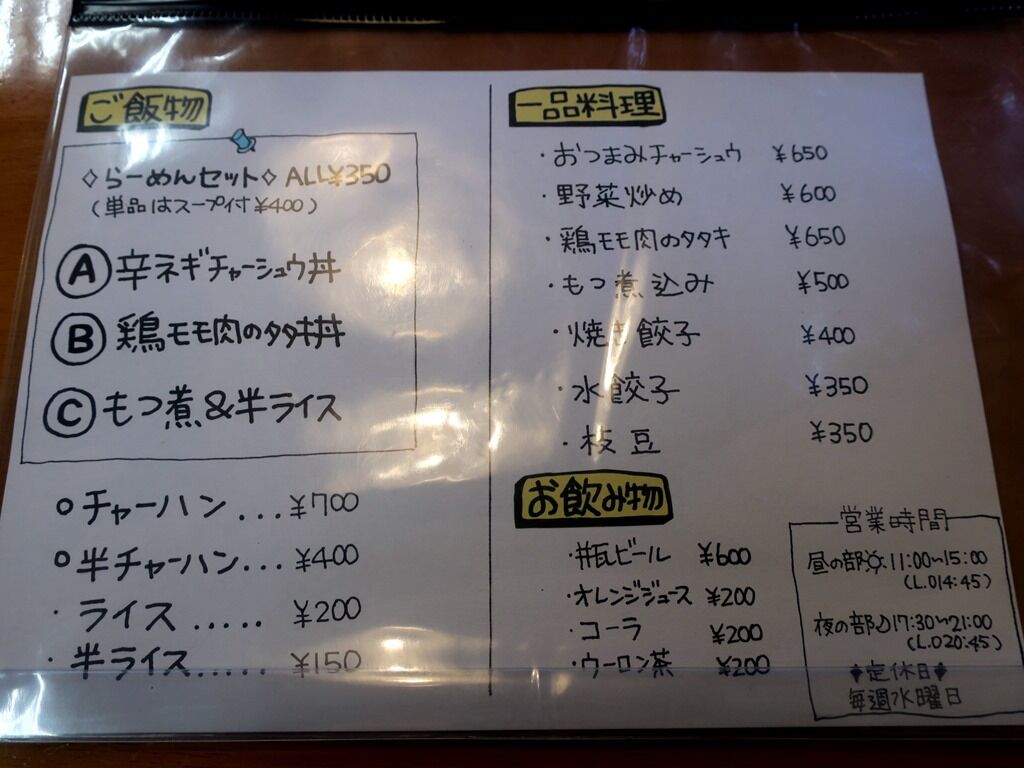 ご飯物
◇らーめんセット◇ ALL¥350
(単品はスープ付¥400)
Ⓐ辛ネギチャーシュウ丼
Ⓑ鶏モモ肉のタタキ丼
Ⓒもつ煮&半ライス
○チャーハン...¥700
○半チャーハン...¥400
・ライス.....¥200
・半ライス.....¥150
一品料理
・おつまみチャーシュウ ¥650
・野菜炒め ¥600
・鶏モモ肉のタタキ ¥650
・もつ煮込み ¥500
・焼き餃子 ¥400
・水餃子 ¥350
・枝豆 ¥350
お飲み物
・瓶ビール ¥600
・オレンジジュース ¥200
・コーラ ¥200
・ウーロン茶 ¥200
営業時間
昼の部☼:11:00~15:00
(L.O14:45)
夜の部♪17:30~21:00
(L.O20:45)
♦定休日♦
毎週水曜日